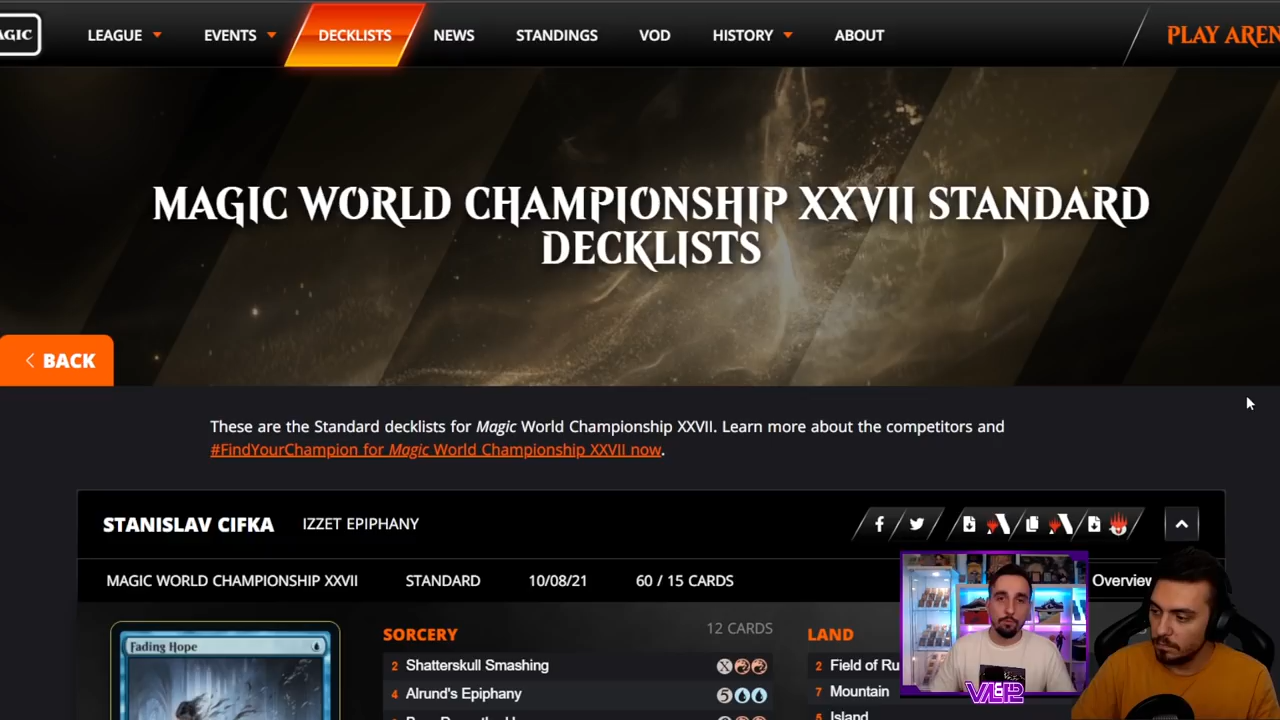 AGIC
LEAGUE EVENTS DECKLISTS NEWS STANDINGS VOD HISTORY ABOUT PLAY AREN
MAGIC WORLD CHAMPIONSHIP XXVII STANDARD
DECKLISTS
BACK
These are the Standard decklists for Magic World Championship XXVII. Learn more about the competitors and
#FindYourChampion for Magic World Championship XXVII now.
STANISLAV CIFKA IZZET EPIPHANY
MAGIC WORLD CHAMPIONSHIP XXVII STANDARD 10/08/21 60 / 15 CARDS Overview
Fading Hope
SORCERY 12 CARDS
2 Shatterskull Smashing X
4 Alrund's Epiphany 5
LAND
2 Field of Ru
7 Mountain
5 Island